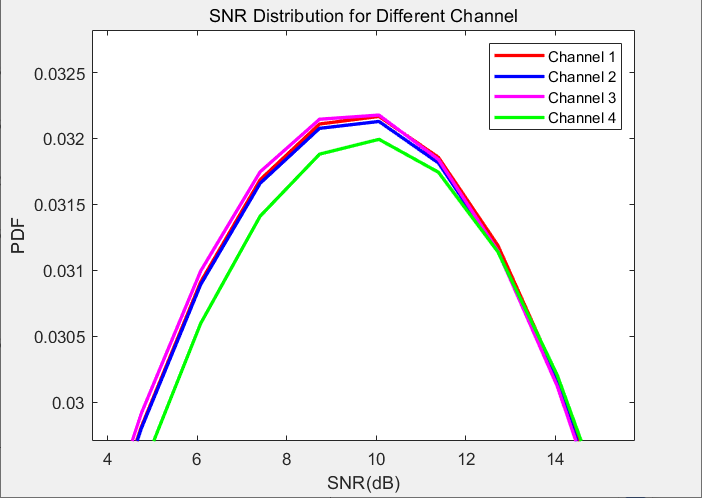 SNR Distribution for Different Channel
Channel 1
Channel 2
Channel 3
Channel 4
0.0325
0.032
0.0315
0.031
0.0305
0.03
PDF
4 6 8 10 12 14
SNR(dB)